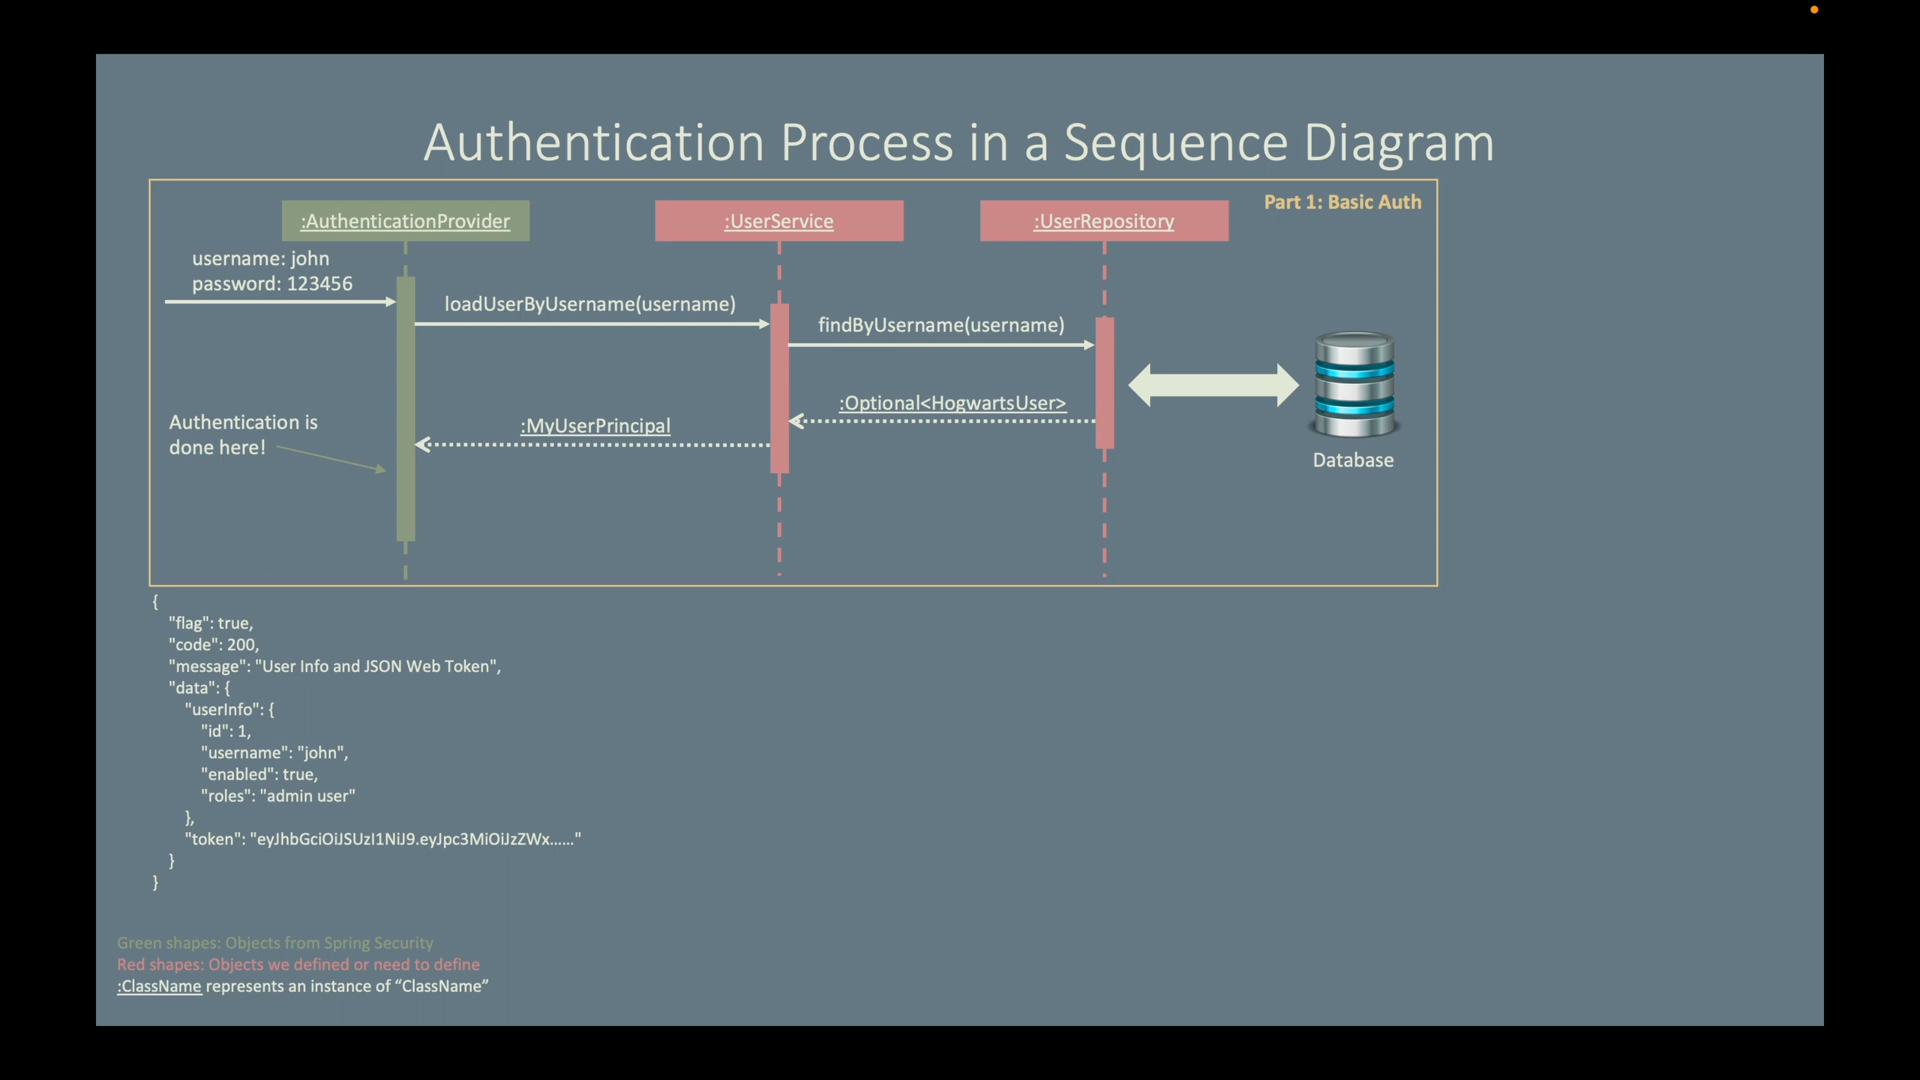 Authentication Process in a Sequence Diagram
Part 1: Basic Auth
:AuthenticationProvider
:UserService
:UserRepository
username: john
password: 123456
loadUserByUsername(username)
findByUsername(username)
:Optional<HogwartsUser>
:MyUserPrincipal
Authentication is
done here!
Database
{
"flag": true,
"code": 200,
"message": "User Info and JSON Web Token",
"data": {
"userInfo": {
"id": 1,
"username": "john",
"enabled": true,
"roles": "admin user"
},
"token": "eyJhbGciOiJSUzI1NiJ9.eyJpc3MiOiJzZWx......"
}
}
Green shapes: Objects from Spring Security
Red shapes: Objects we defined or need to define
:ClassName represents an instance of “ClassName”